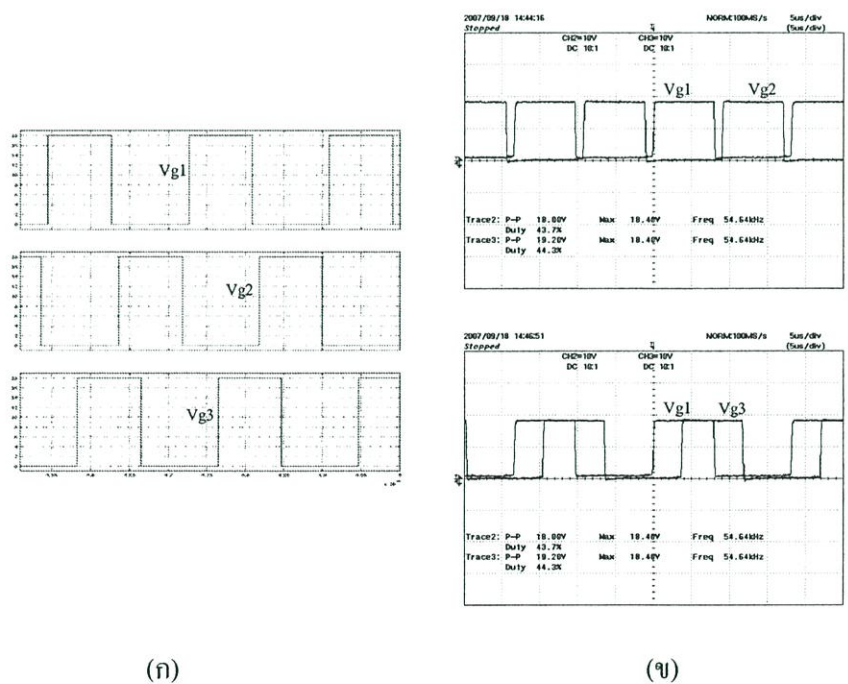 Vg1
Vg2
Vg3
(ก)
2007/09/18 14:44:16 NORM:100MS/s 5us/div
Stopped (5us/div)
CH2=10V CH3=10V
DC 10:1 DC 10:1
Vg1 Vg2
Trace2: P-P 18.00V Max 18.40V Freq 54.64kHz
Duty 43.7%
Trace3: P-P 19.20V Max 18.40V Freq 54.64kHz
Duty 44.3%
2007/09/18 14:46:51 NORM:100MS/s 5us/div
Stopped (5us/div)
CH2=10V CH3=10V
DC 10:1 DC 10:1
Vg1 Vg3
Trace2: P-P 18.00V Max 18.40V Freq 54.64kHz
Duty 43.7%
Trace3: P-P 19.20V Max 18.40V Freq 54.64kHz
Duty 44.3%
(ข)